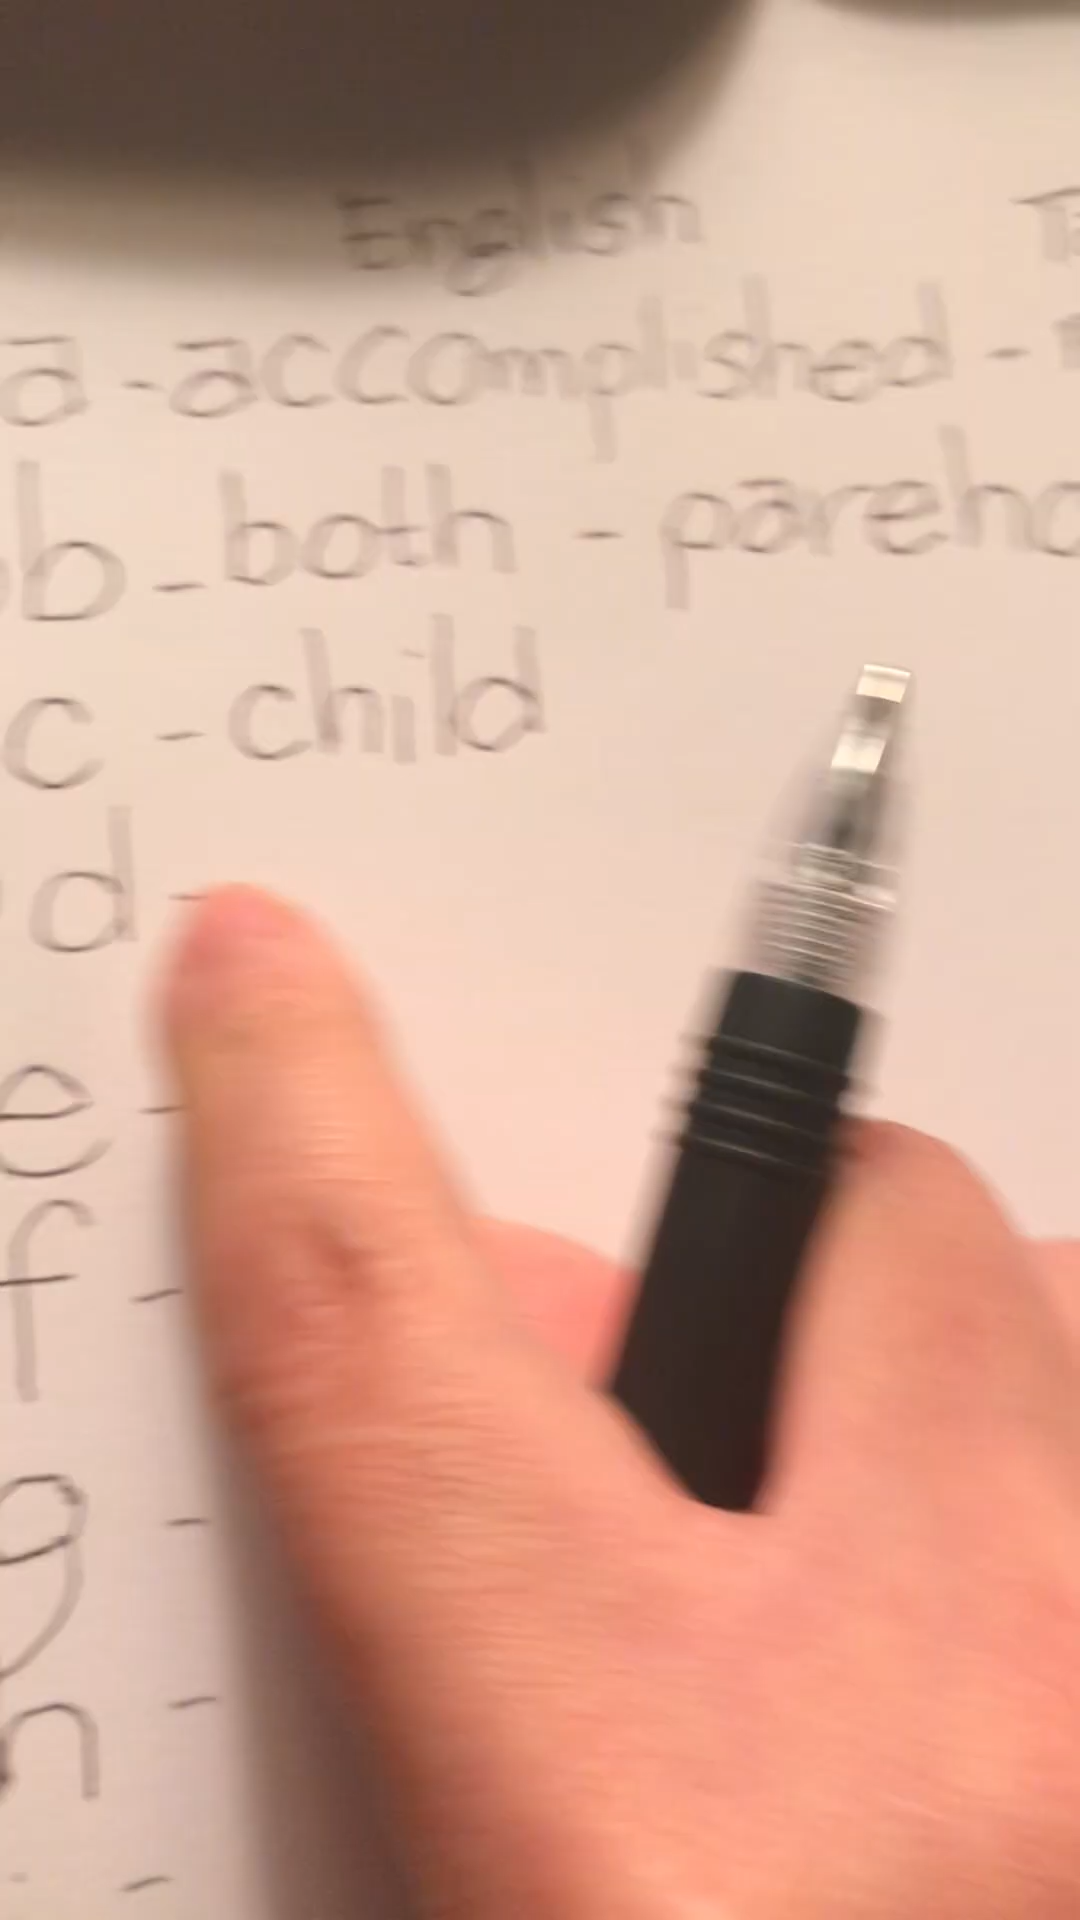 English
a - accomplished -
b - both - pareho
c - child
d -
e -
f -
g -
h -
-